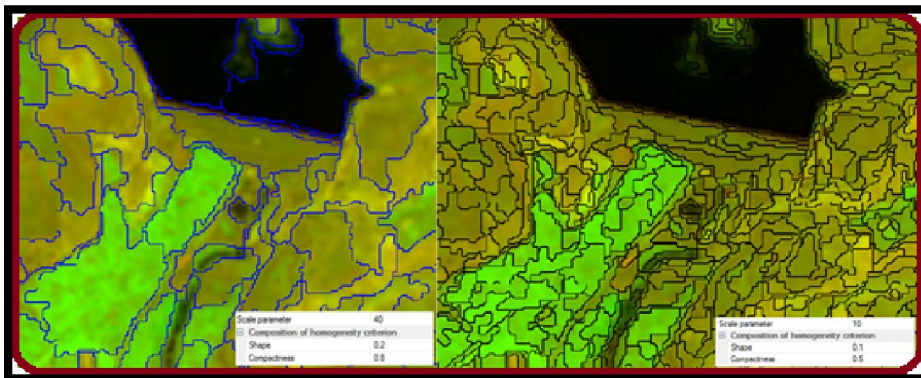 Scale parameter 40
Composition of homogeneity criterion
Shape 0.2
Compactness 0.8
Scale parameter 10
Composition of homogeneity criterion
Shape 0.1
Compactness 0.5